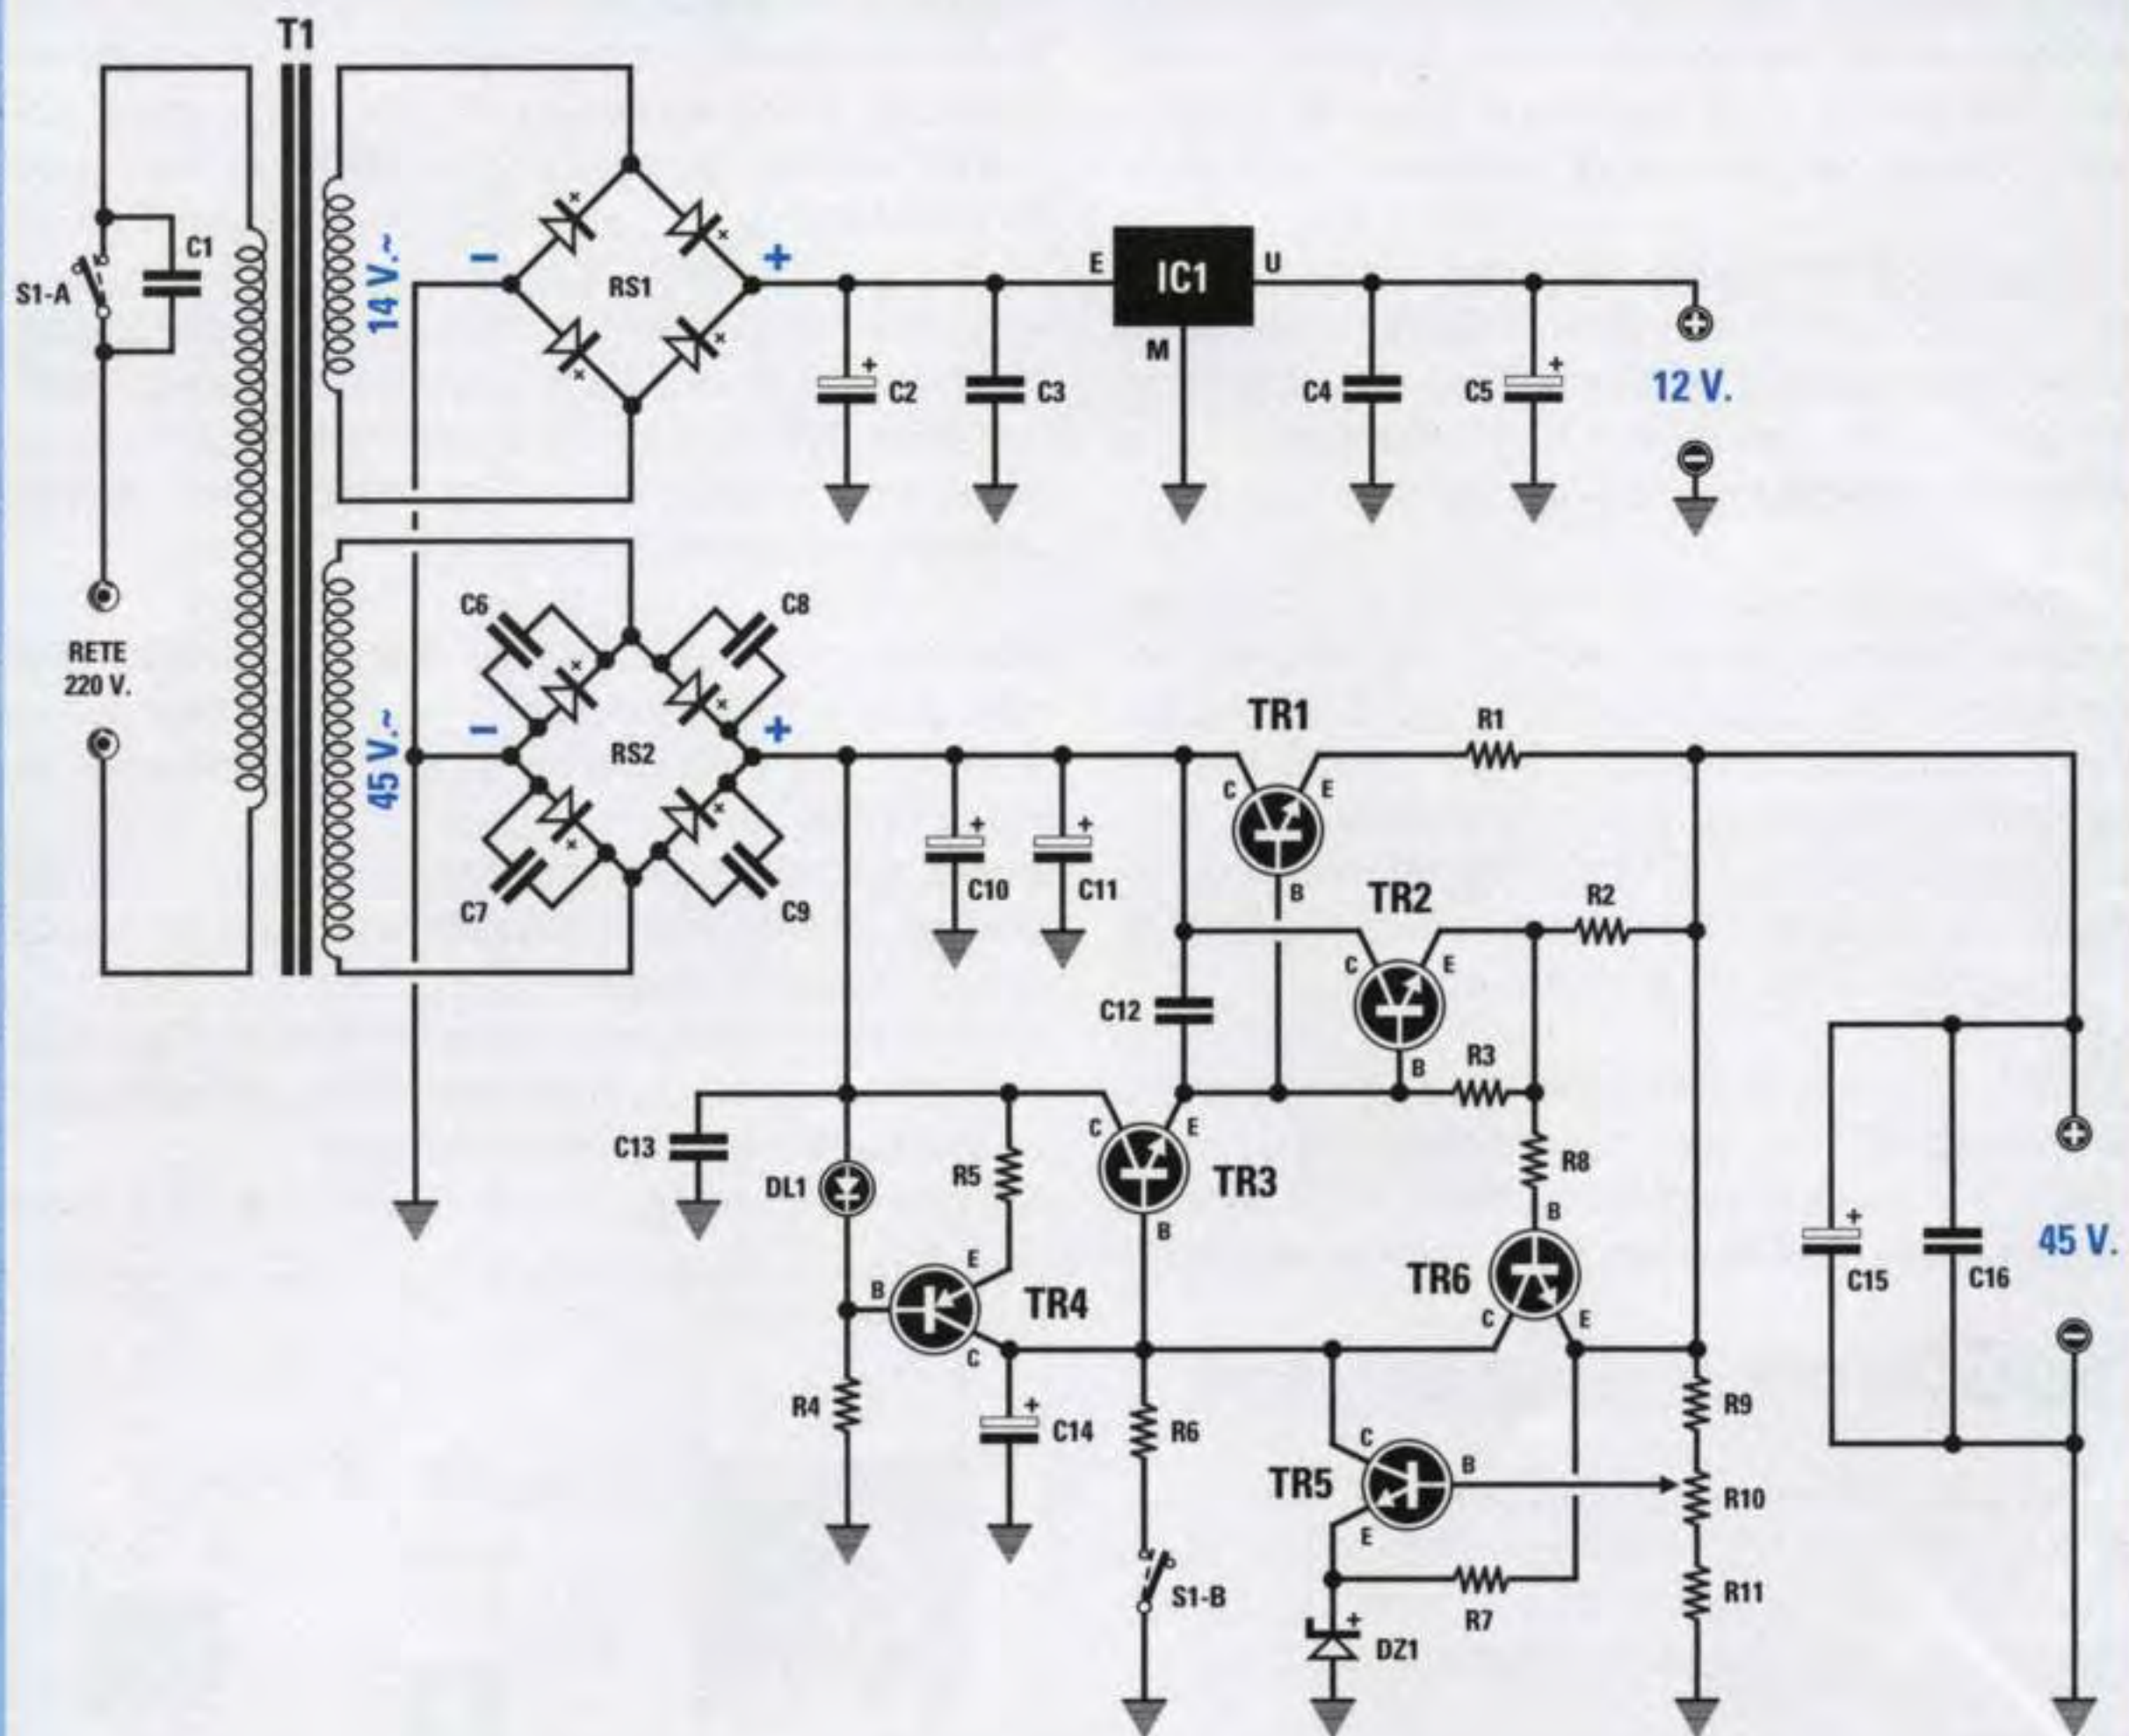 T1
S1-A
C1
14 V.~
RETE
220 V.
45 V.~
−
RS1
+
E
IC1
U
M
+
C2
C3
C4
+
C5
12 V.
C6
C8
−
RS2
+
C7
C9
+
C10
+
C11
TR1
C
E
B
R1
TR2
C
E
B
R2
C12
R3
C13
DL1
R5
C
E
B
TR3
R8
E
B
C
TR4
B
TR6
C
E
R4
+
C14
R6
S1-B
C
TR5
B
E
R7
+
DZ1
R9
R10
R11
+
C15
C16
45 V.